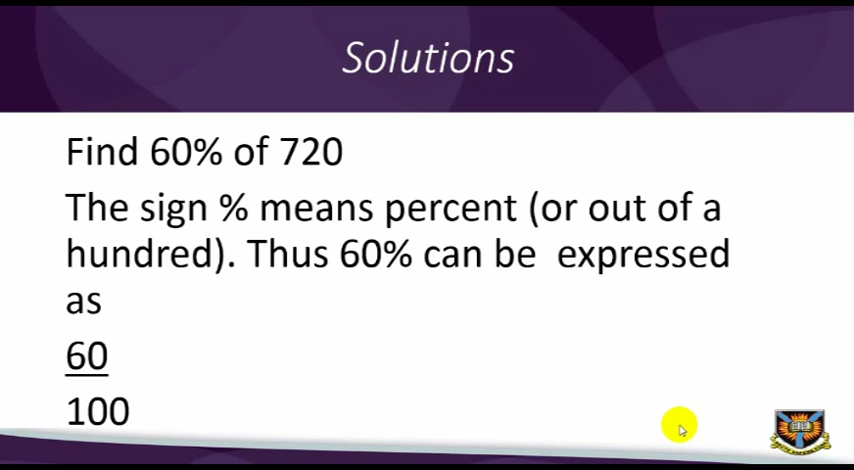 Solutions
Find 60% of 720
The sign % means percent (or out of a
hundred). Thus 60% can be expressed
as
60
100